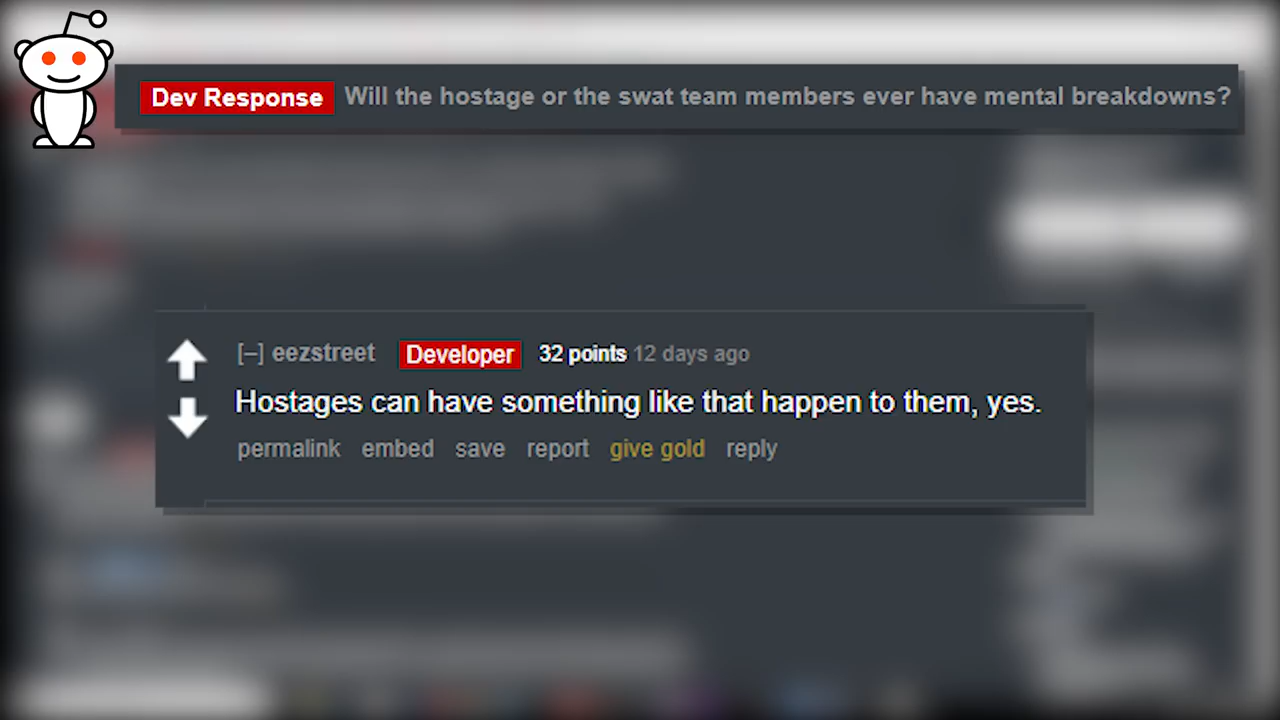 Dev Response Will the hostage or the swat team members ever have mental breakdowns?
[–] eezstreet Developer 32 points 12 days ago
Hostages can have something like that happen to them, yes.
permalink embed save report give gold reply